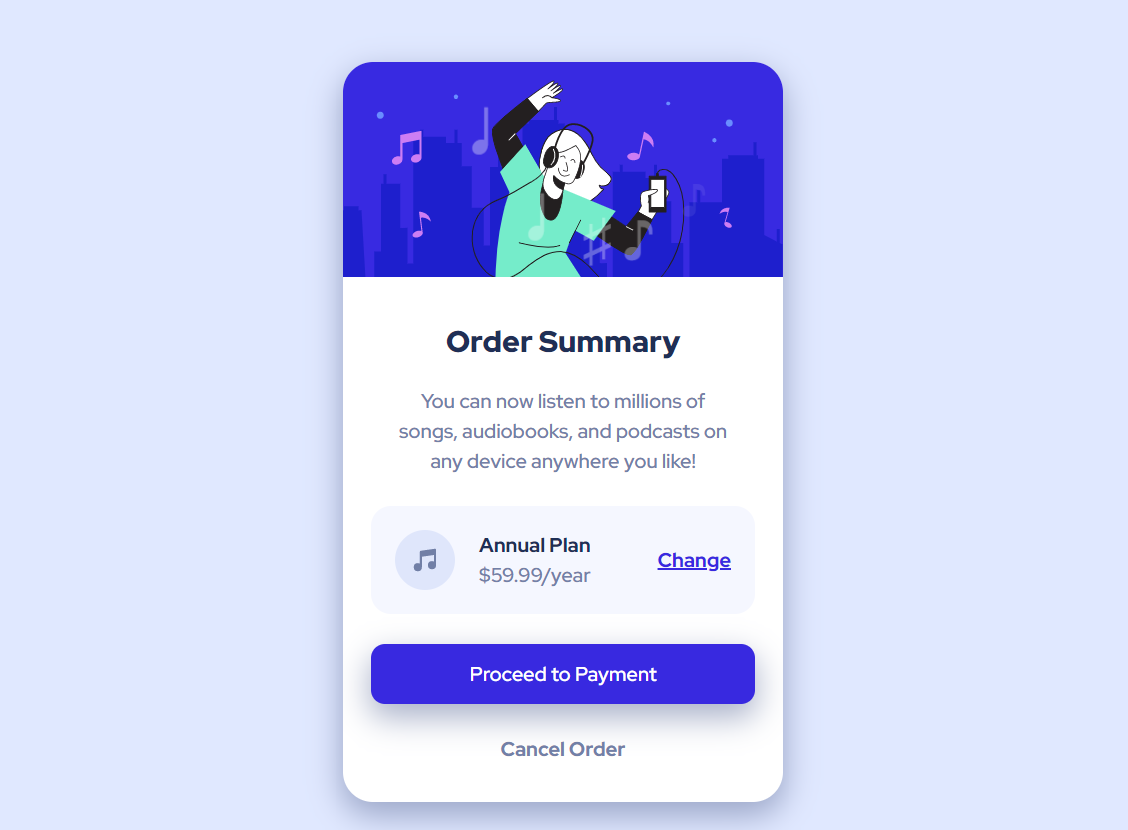 Order Summary
You can now listen to millions of
songs, audiobooks, and podcasts on
any device anywhere you like!
Annual Plan
$59.99/year
Change
Proceed to Payment
Cancel Order